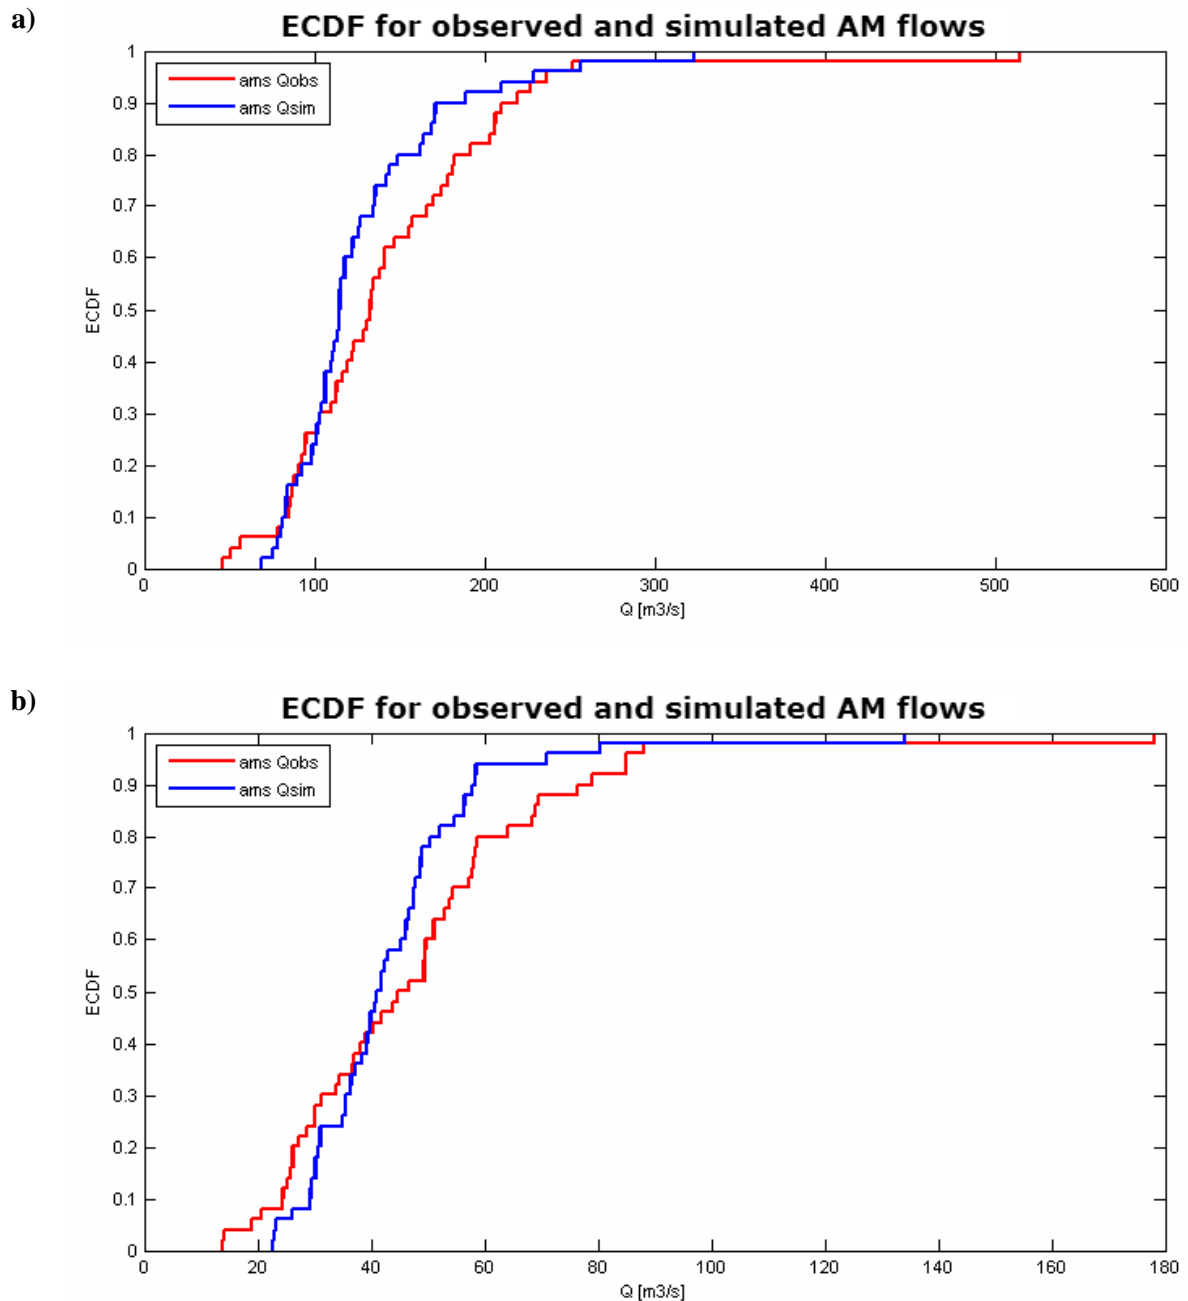 a)
ECDF for observed and simulated AM flows
1
0.9
0.8
0.7
0.6
0.5
0.4
0.3
0.2
0.1
0
ECDF
ams Qobs
ams Qsim
0 100 200 300 400 500 600
Q [m3/s]
b)
ECDF for observed and simulated AM flows
1
0.9
0.8
0.7
0.6
0.5
0.4
0.3
0.2
0.1
0
ECDF
ams Qobs
ams Qsim
0 20 40 60 80 100 120 140 160 180
Q [m3/s]